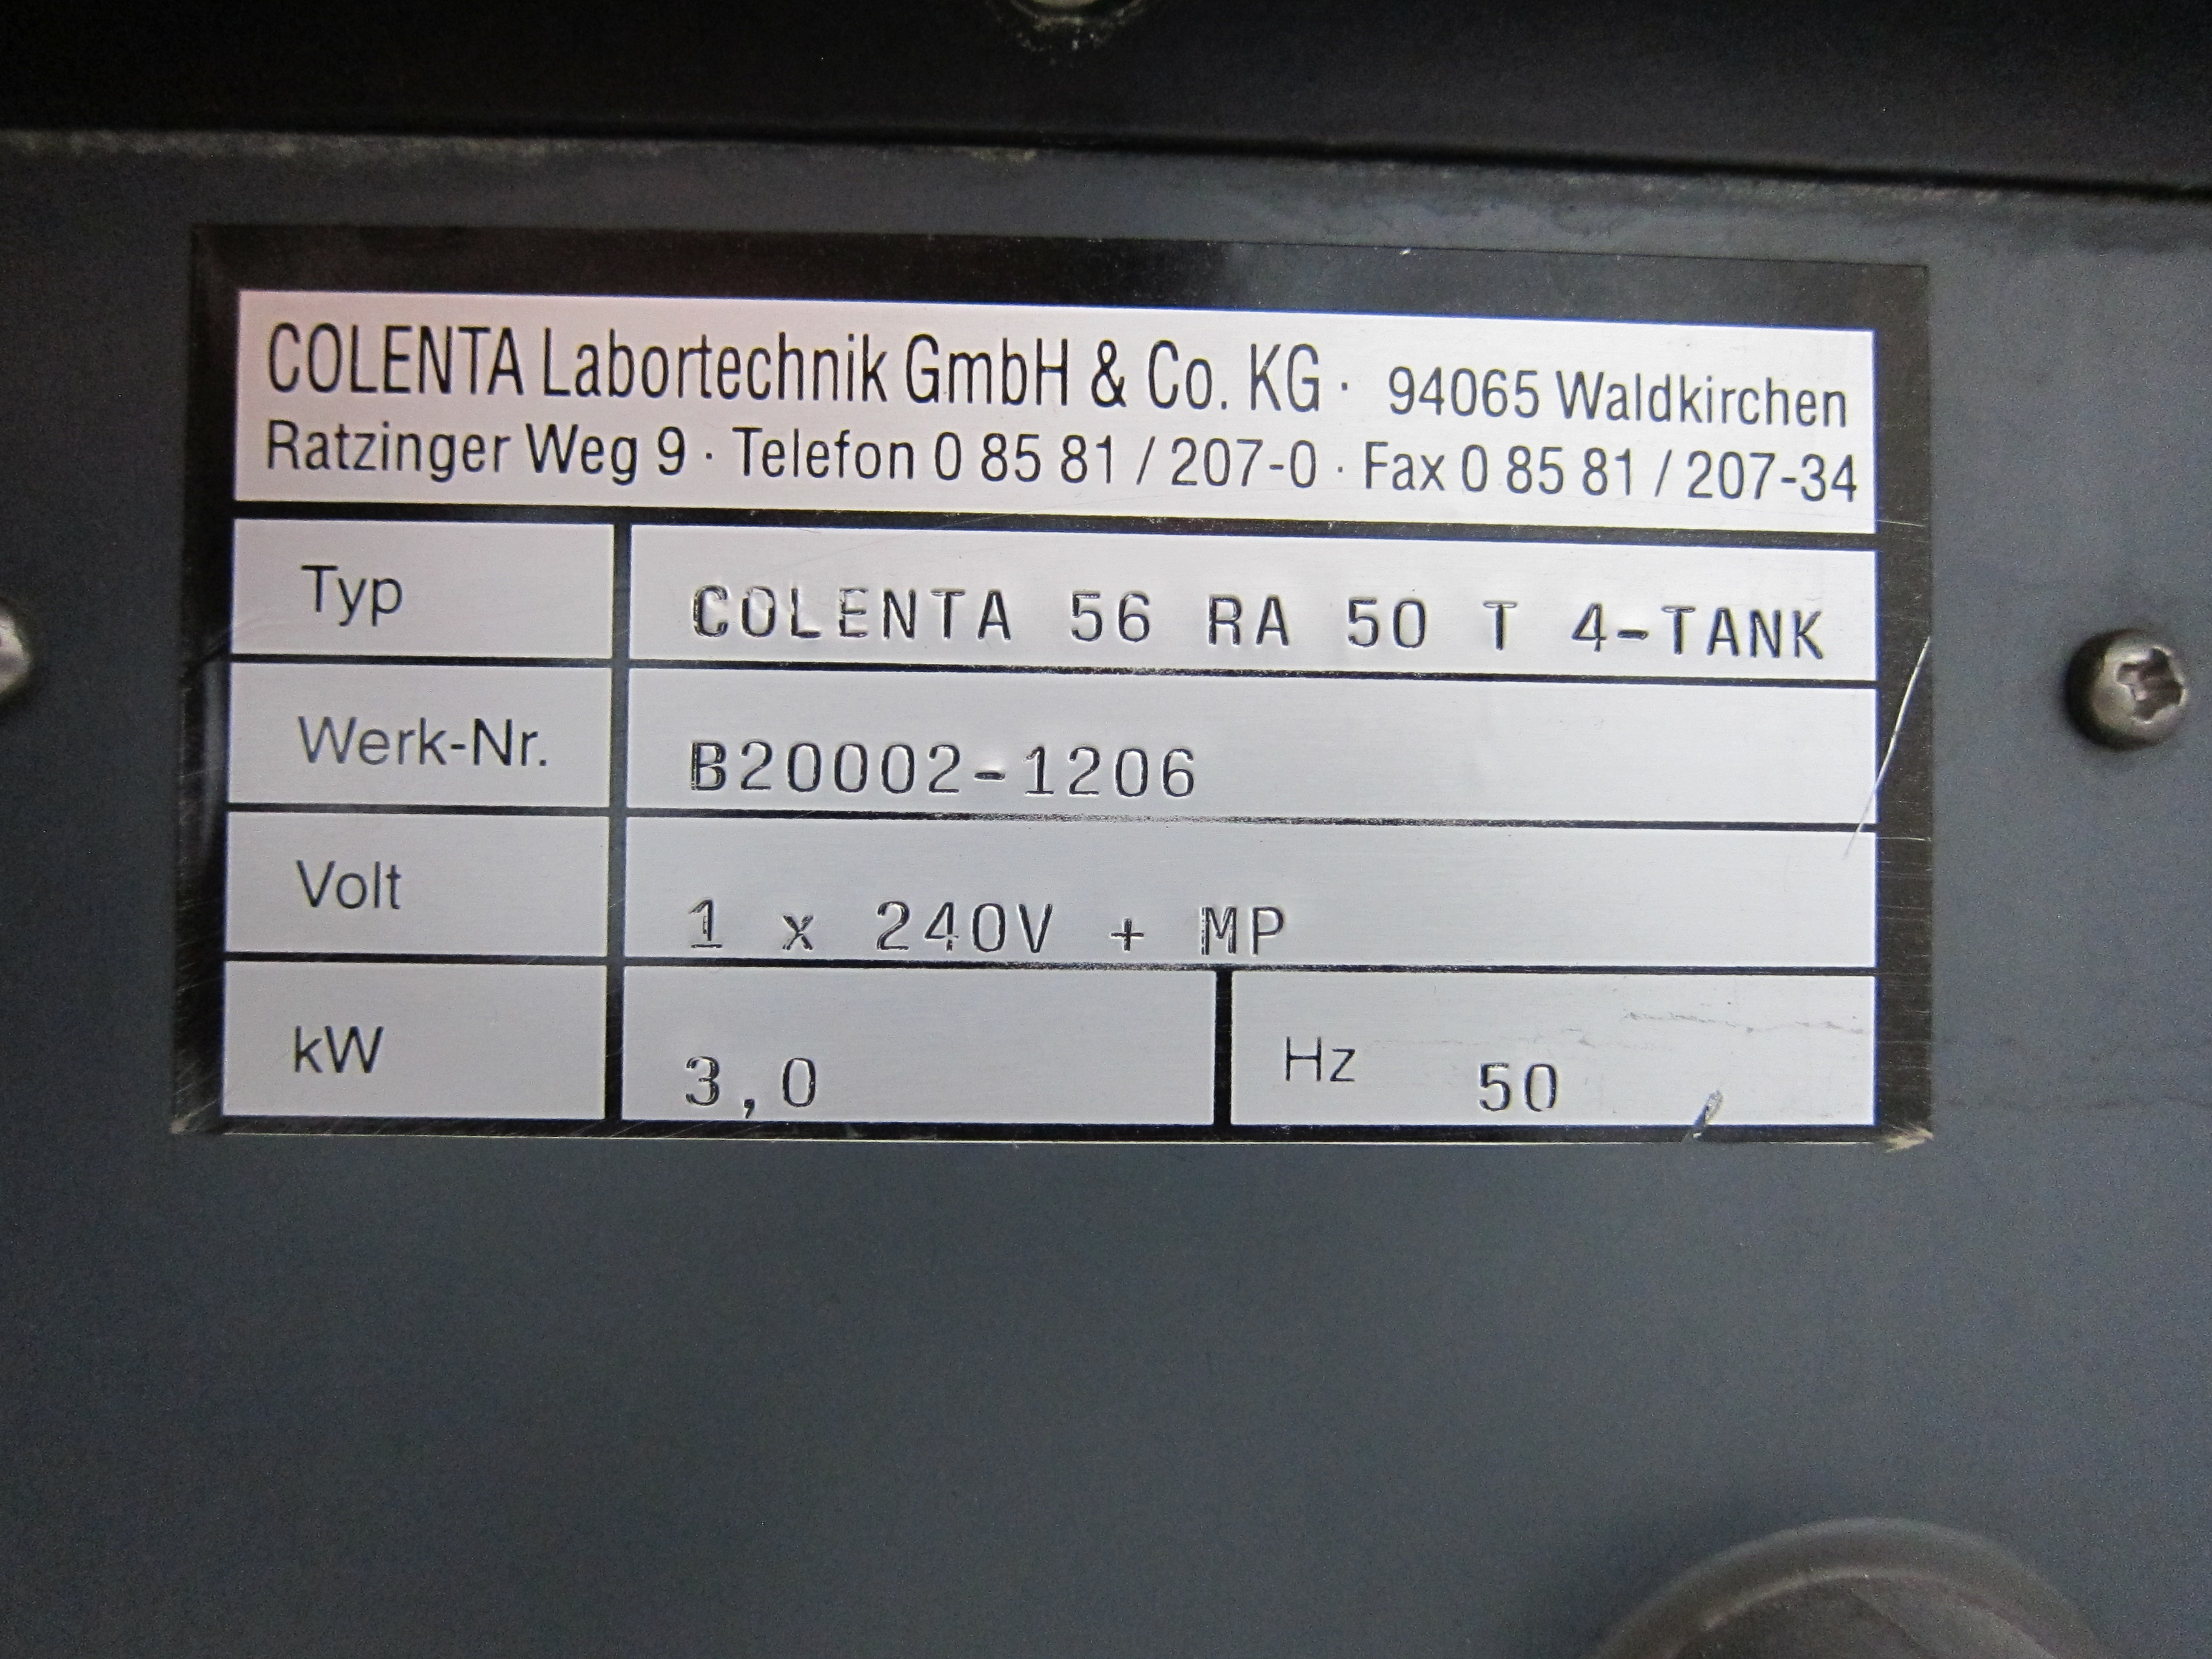 COLENTA Labortechnik GmbH & Co. KG · 94065 Waldkirchen
Ratzinger Weg 9 · Telefon 0 85 81 / 207-0 · Fax 0 85 81 / 207-34
Typ COLENTA 56 RA 50 T 4-TANK
Werk-Nr. B20002-1206
Volt 1 x 240V + MP
kW 3,0 Hz 50